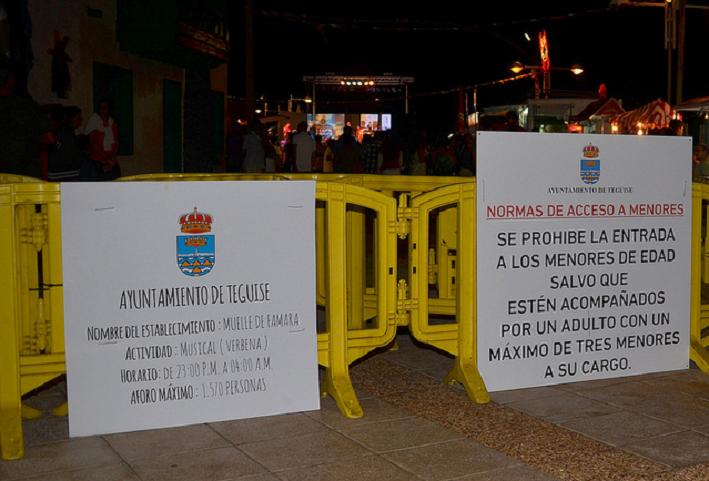 AYUNTAMIENTO DE TEGUISE
NOMBRE DEL ESTABLECIMIENTO : MUELLE DE FAMARA
ACTIVIDAD : MUSICAL ( VERBENA )
HORARIO: DE 23:00 P.M. A 04:00 A.M.
AFORO MÁXIMO : 1.570 PERSONAS
AYUNTAMIENTO DE TEGUISE
NORMAS DE ACCESO A MENORES
SE PROHIBE LA ENTRADA
A LOS MENORES DE EDAD
SALVO QUE
ESTÉN ACOMPAÑADOS
POR UN ADULTO CON UN
MÁXIMO DE TRES MENORES
A SU CARGO.